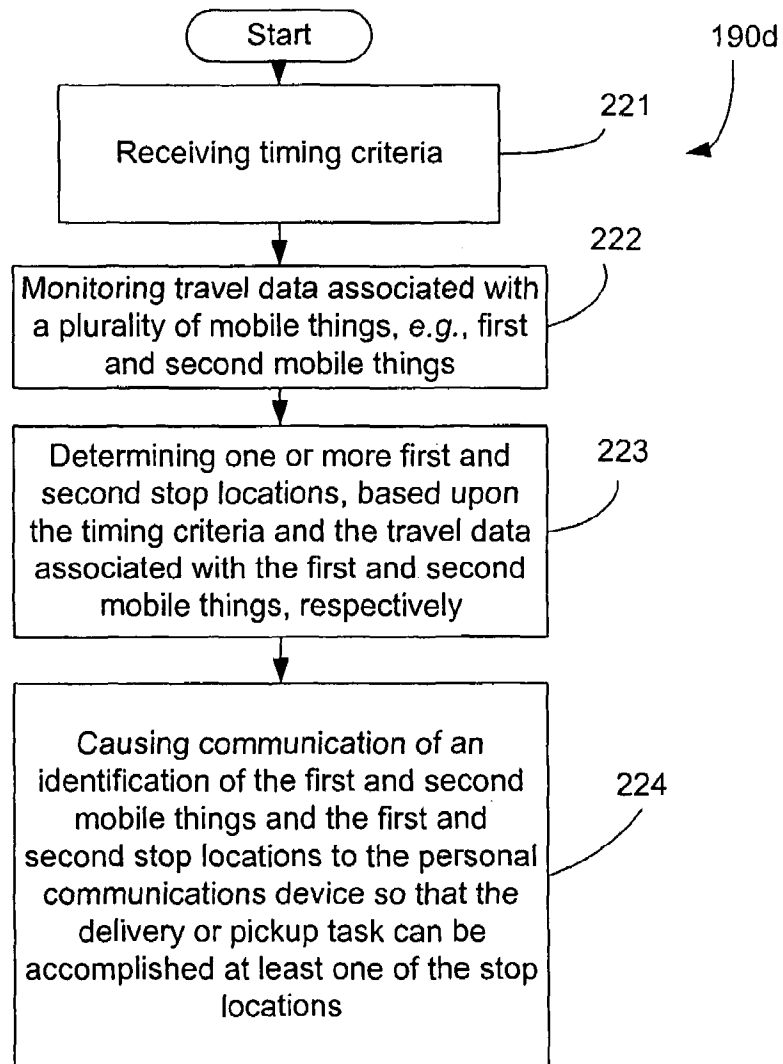 Start
190d
221
Receiving timing criteria
222
Monitoring travel data associated with
a plurality of mobile things, e.g., first
and second mobile things
223
Determining one or more first and
second stop locations, based upon
the timing criteria and the travel data
associated with the first and second
mobile things, respectively
Causing communication of an
identification of the first and second
mobile things and the first and
second stop locations to the personal
communications device so that the
delivery or pickup task can be
accomplished at least one of the stop
locations
224